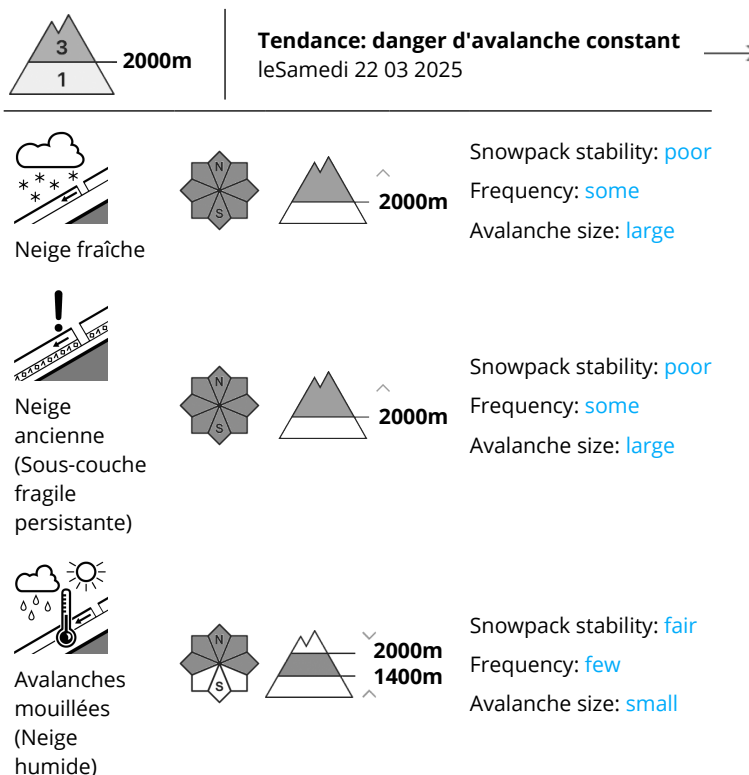 3
1
2000m
Tendance: danger d'avalanche constant
leSamedi 22 03 2025
Neige fraîche
N
S
2000m
Snowpack stability: poor
Frequency: some
Avalanche size: large
Neige
ancienne
(Sous-couche
fragile
persistante)
N
S
2000m
Snowpack stability: poor
Frequency: some
Avalanche size: large
Avalanches
mouillées
(Neige
humide)
N
S
2000m
1400m
Snowpack stability: fair
Frequency: few
Avalanche size: small